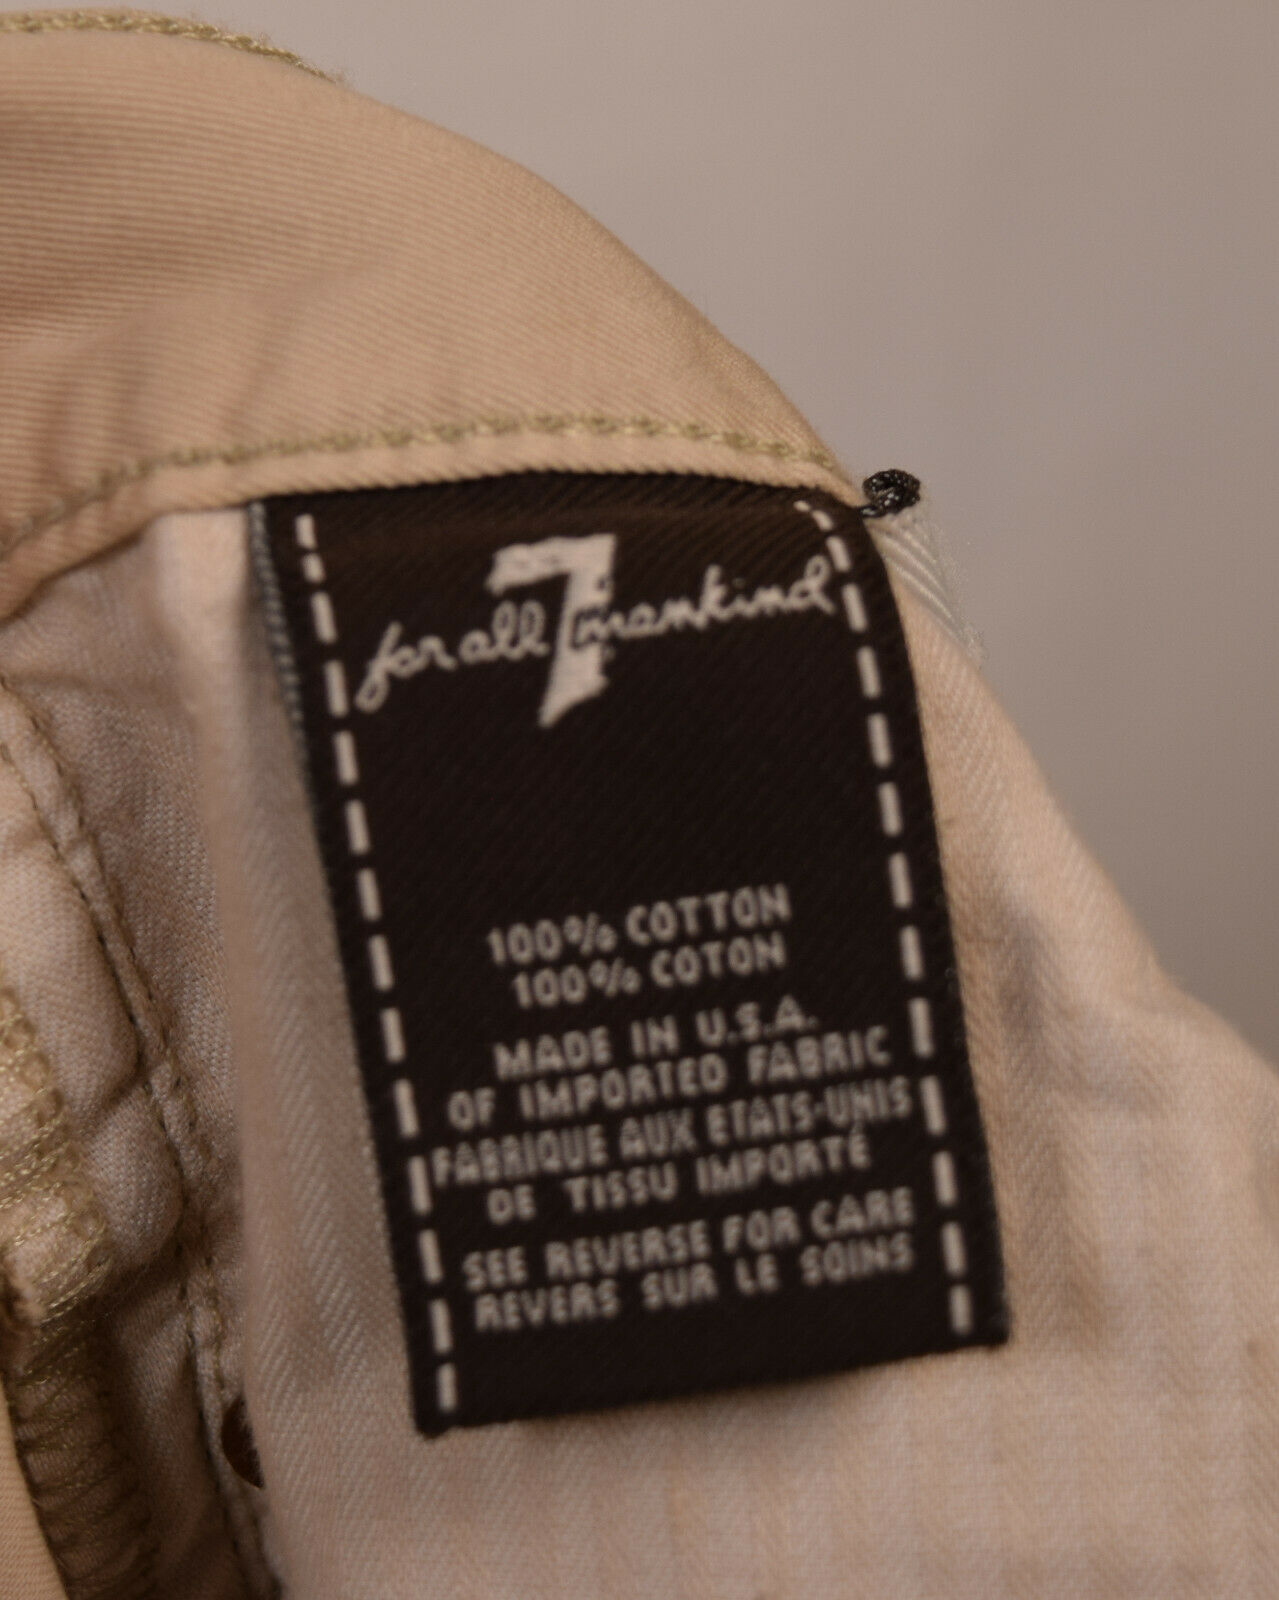 for all 7 mankind
100% COTTON
100% COTON
MADE IN U.S.A.
OF IMPORTED FABRIC
FABRIQUE AUX ETATS-UNIS
DE TISSU IMPORTÉ
SEE REVERSE FOR CARE
REVERS SUR LE SOINS